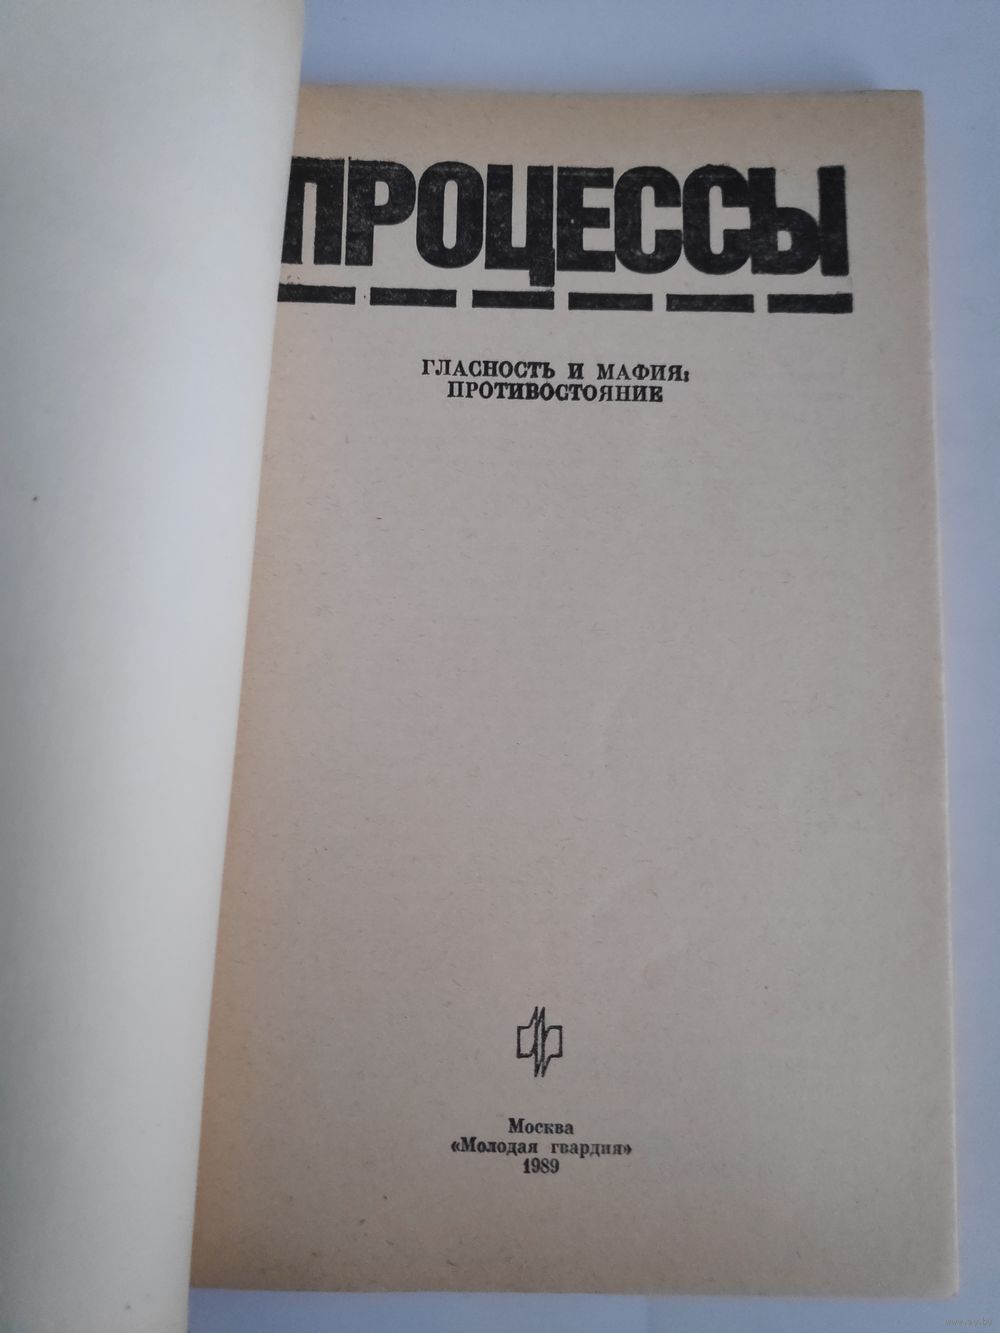 ПРОЦЕССЫ
ГЛАСНОСТЬ И МАФИЯ:
ПРОТИВОСТОЯНИЕ
Москва
«Молодая гвардия»
1989